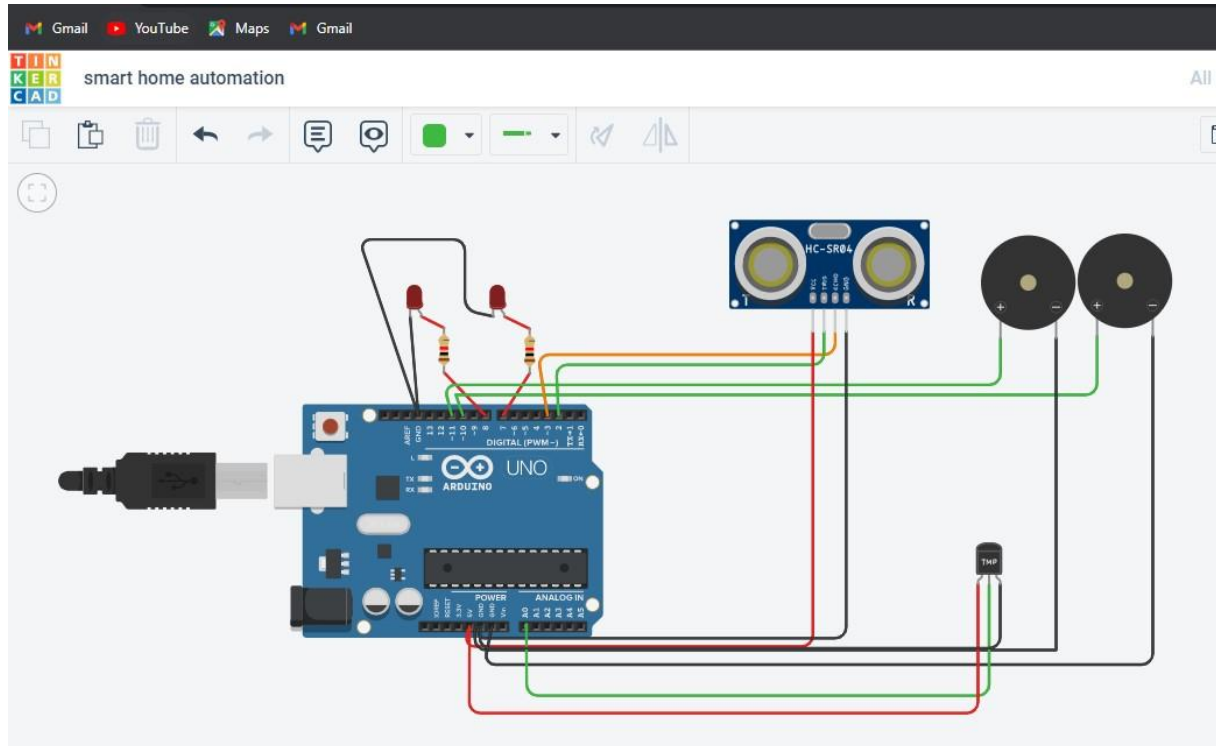 Gmail YouTube Maps Gmail
TINKERCAD
smart home automation
All
HC-SR04
VCC TRIG ECHO GND
T R
+ − + −
AREF GND 13 12 ~11 ~10 ~9 8 7 ~6 ~5 4 ~3 2 TX→1 RX←0
DIGITAL (PWM~)
L
TX
RX
UNO
ARDUINO
ON
TMP
POWER ANALOG IN
IOREF RESET 3.3V 5V GND GND Vin A0 A1 A2 A3 A4 A5